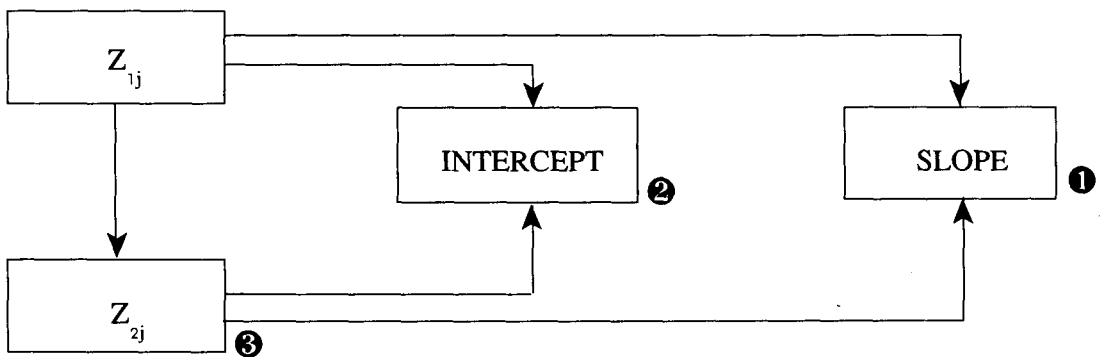 Z₁ⱼ
INTERCEPT
❷
SLOPE
❶
Z₂ⱼ
❸